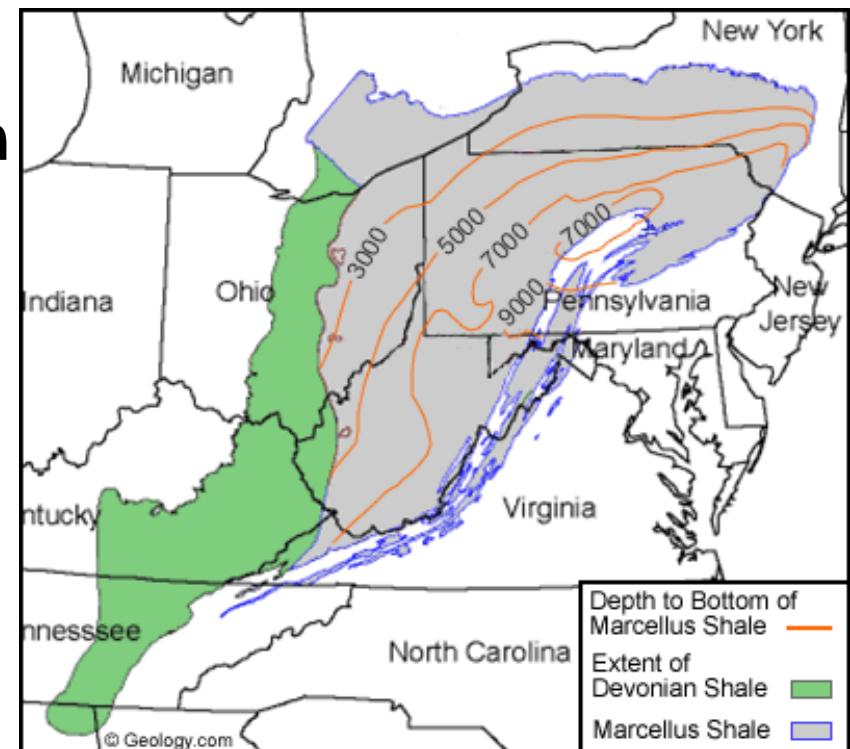 New York
Michigan
n
3000
5000
7000
7000
9000
Indiana
Ohio
Pennsylvania
New
Jersey
Maryland
ntucky
Virginia
nnesssee
North Carolina
Depth to Bottom of
Marcellus Shale
Extent of
Devonian Shale
Marcellus Shale
© Geology.com